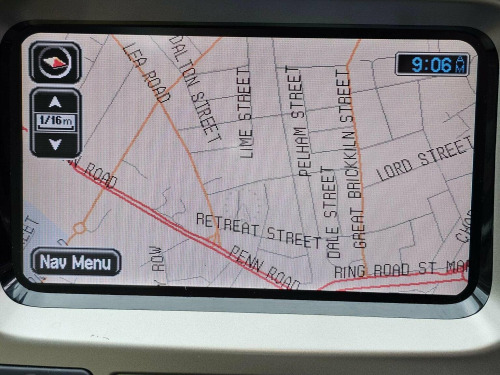 9:06 AM
LEA ROAD
DALTON STREET
LIME STREET
PELHAM STREET
GREAT BRICKKILN STREET
1/16m
LORD STREET
ROAD
DALE STREET
RETREAT STREET
PENN ROAD
ROW
RING ROAD ST
Nav Menu